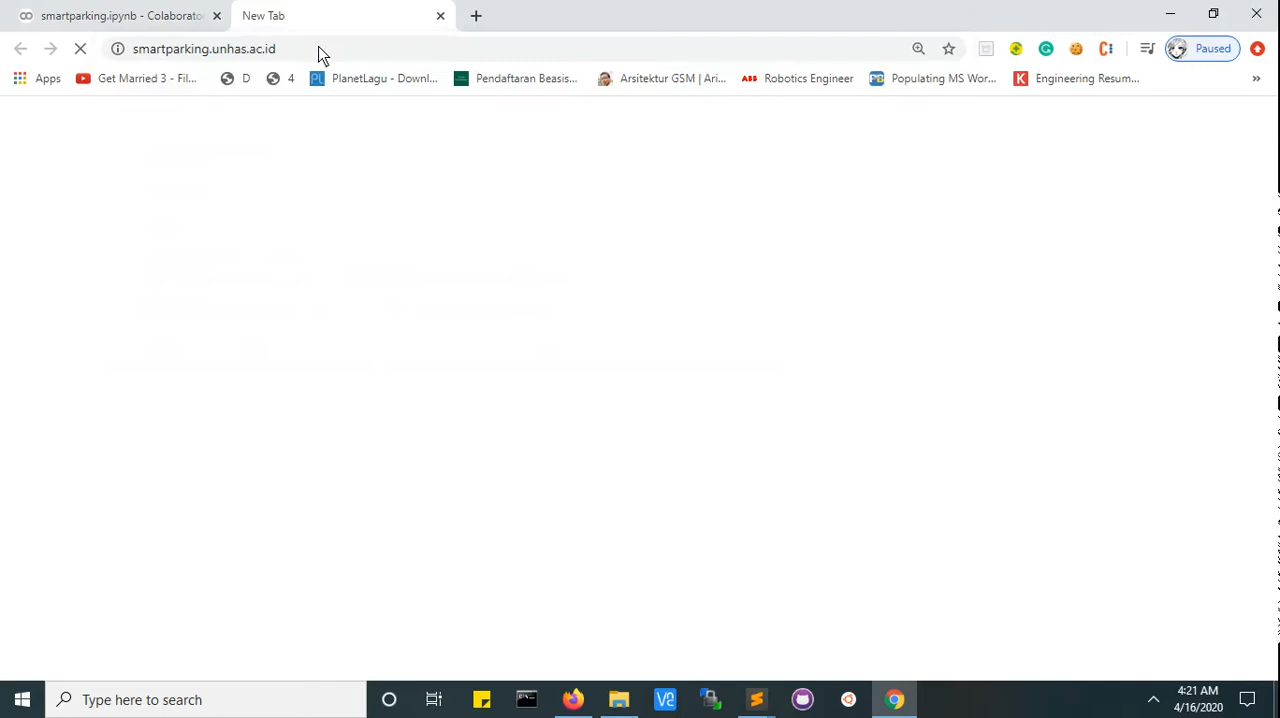 smartparking.ipynb - Colaborato
New Tab
smartparking.unhas.ac.id
Paused
Apps
Get Married 3 - Fil...
D
4
PL
PlanetLagu - Downl...
Pendaftaran Beasis...
Arsitektur GSM | Ari...
ABB
Robotics Engineer
Populating MS Wor...
K
Engineering Resum...
»
Type here to search
4:21 AM
4/16/2020